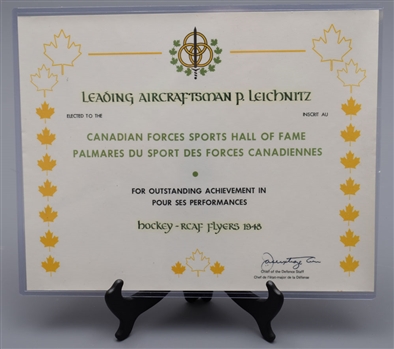 Leading Aircraftsman P. Leichnitz
ELECTED TO THE INSCRIT AU
CANADIAN FORCES SPORTS HALL OF FAME
PALMARES DU SPORT DES FORCES CANADIENNES
FOR OUTSTANDING ACHIEVEMENT IN
POUR SES PERFORMANCES
hockey - RCAF Flyers 1948
Chief of the Defence Staff
Chef de l'état-major de la Défense